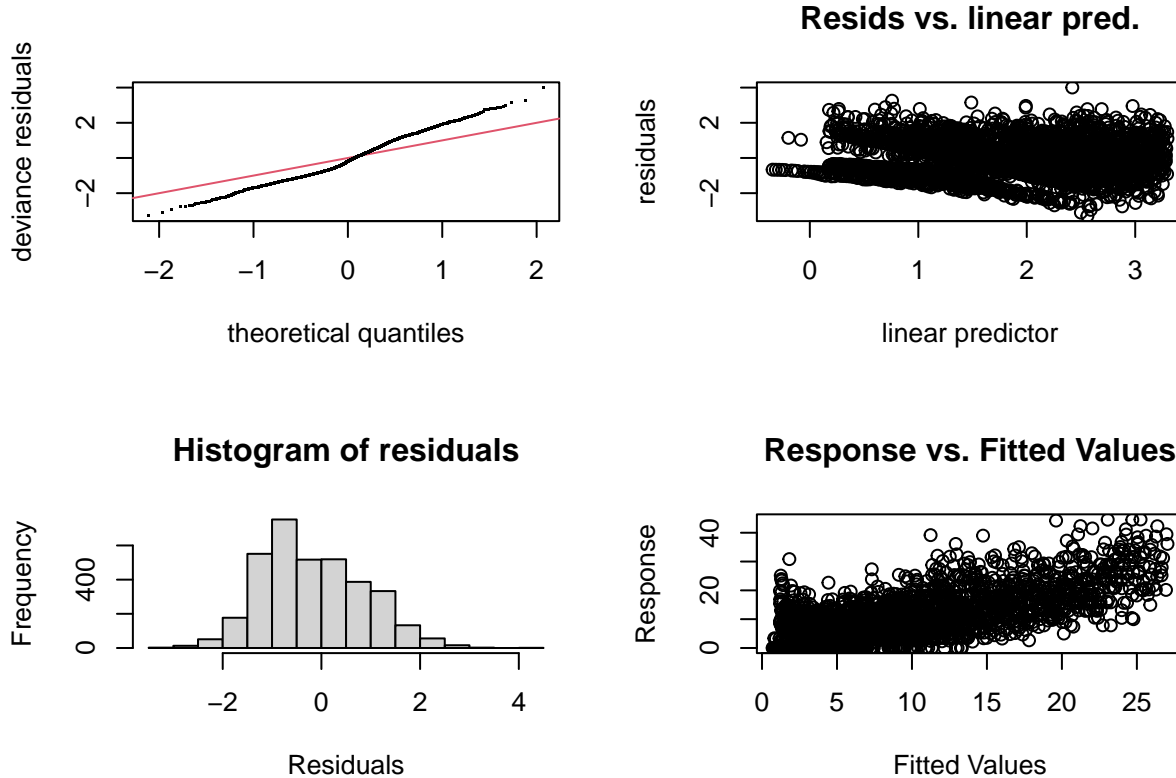 deviance residuals
2
−2
−2 −1 0 1 2
theoretical quantiles
Resids vs. linear pred.
residuals
2
−2
0 1 2 3
linear predictor
Histogram of residuals
Frequency
400
0
−2 0 2 4
Residuals
Response vs. Fitted Values
Response
40
20
0
0 5 10 15 20 25
Fitted Values